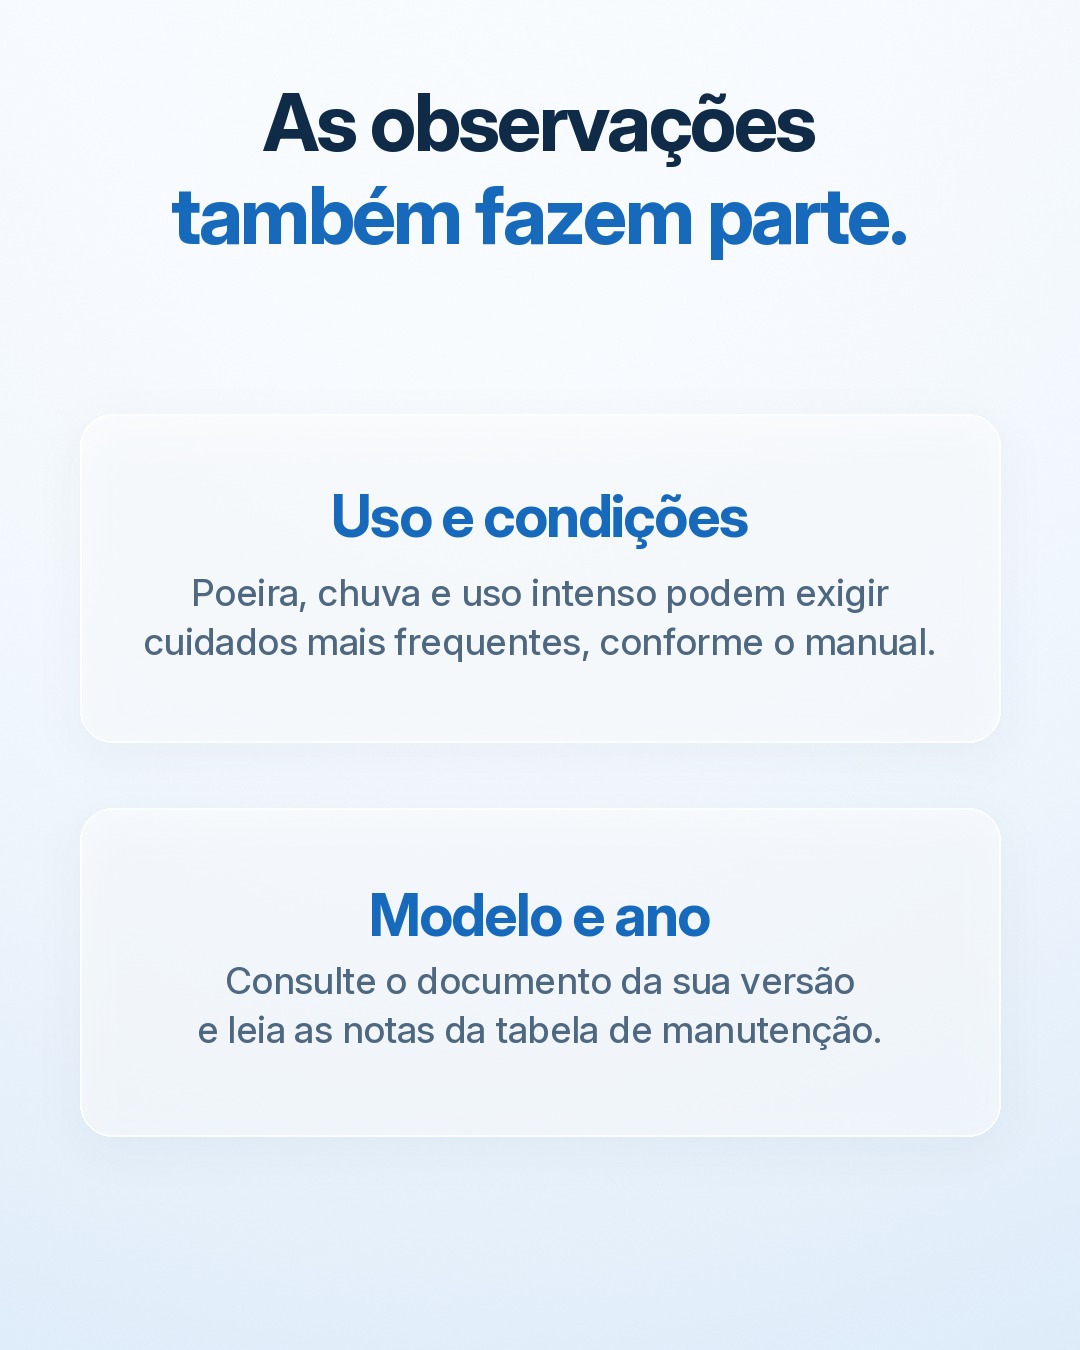 As observações
também fazem parte.
Uso e condições
Poeira, chuva e uso intenso podem exigir
cuidados mais frequentes, conforme o manual.
Modelo e ano
Consulte o documento da sua versão
e leia as notas da tabela de manutenção.